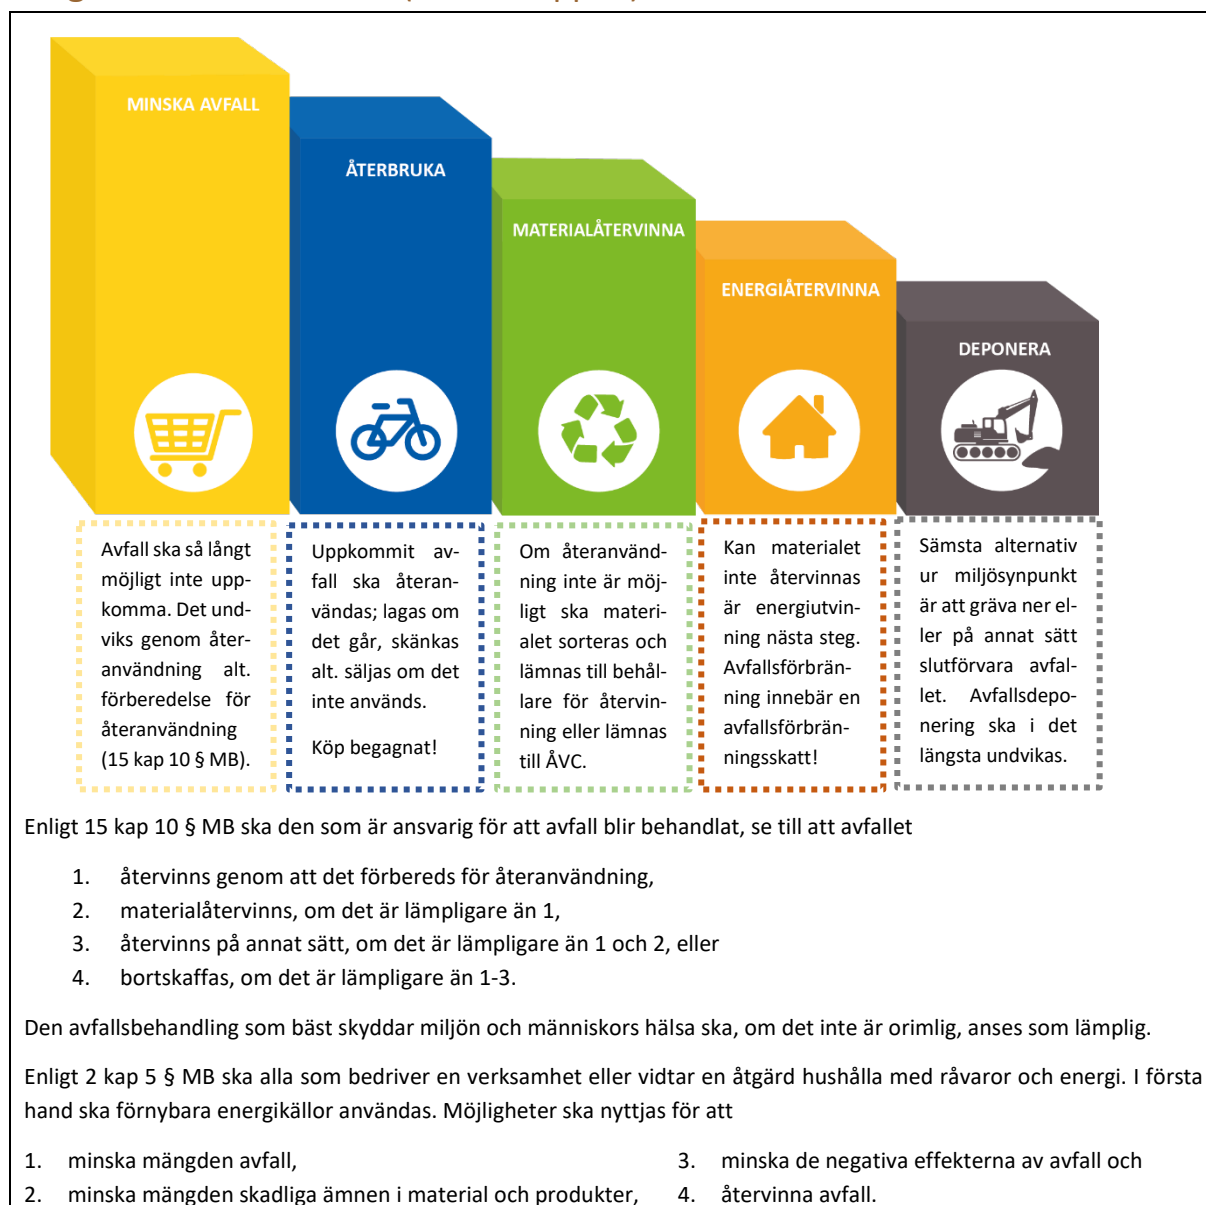 MINSKA AVFALL
ÅTERBRUKA
MATERIALÅTERVINNA
ENERGIÅTERVINNA
DEPONERA
Avfall ska så långt
möjligt inte upp-
komma. Det und-
viks genom åter-
användning alt.
förberedelse för
återanvändning
(15 kap 10 § MB).
Uppkommit av-
fall ska återan-
vändas; lagas om
det går, skänkas
alt. säljas om det
inte används.
Köp begagnat!
Om återanvänd-
ning inte är möj-
ligt ska materi-
alet sorteras och
lämnas till behål-
lare för återvin-
ning eller lämnas
till ÅVC.
Kan materialet
inte återvinnas
är energiutvin-
ning nästa steg.
Avfallsförbrän-
ning innebär en
avfallsförbrän-
ningsskatt!
Sämsta alternativ
ur miljösynpunkt
är att gräva ner el-
ler på annat sätt
slutförvara avfal-
let. Avfallsdepo-
nering ska i det
längsta undvikas.
Enligt 15 kap 10 § MB ska den som är ansvarig för att avfall blir behandlat, se till att avfallet
1. återvinns genom att det förbereds för återanvändning,
2. materialåtervinns, om det är lämpligare än 1,
3. återvinns på annat sätt, om det är lämpligare än 1 och 2, eller
4. bortskaffas, om det är lämpligare än 1-3.
Den avfallsbehandling som bäst skyddar miljön och människors hälsa ska, om det inte är orimlig, anses som lämplig.
Enligt 2 kap 5 § MB ska alla som bedriver en verksamhet eller vidtar en åtgärd hushålla med råvaror och energi. I första
hand ska förnybara energikällor användas. Möjligheter ska nyttjas för att
1. minska mängden avfall,
2. minska mängden skadliga ämnen i material och produkter,
3. minska de negativa effekterna av avfall och
4. återvinna avfall.